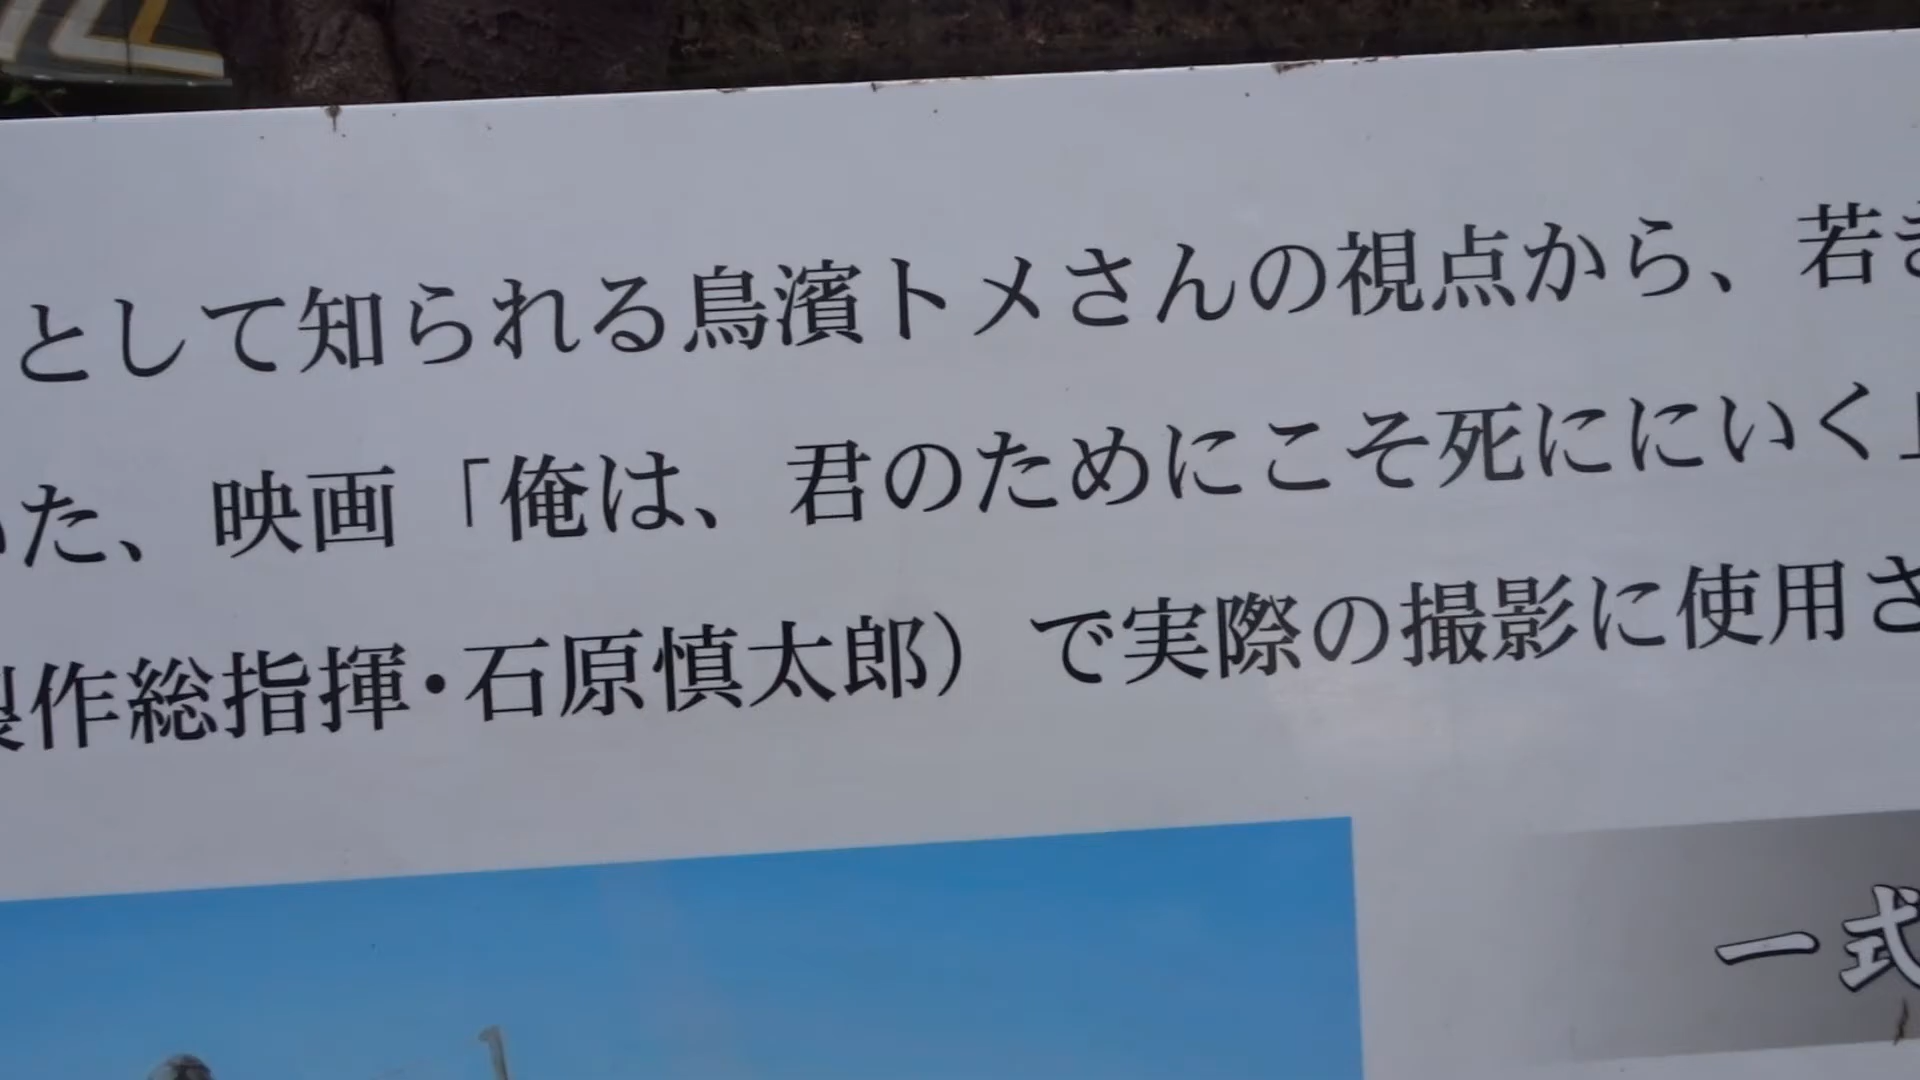 として知られる鳥濱トメさんの視点から、若き
いた、映画「俺は、君のためにこそ死ににいく」
製作総指揮・石原慎太郎）で実際の撮影に使用さ
一式